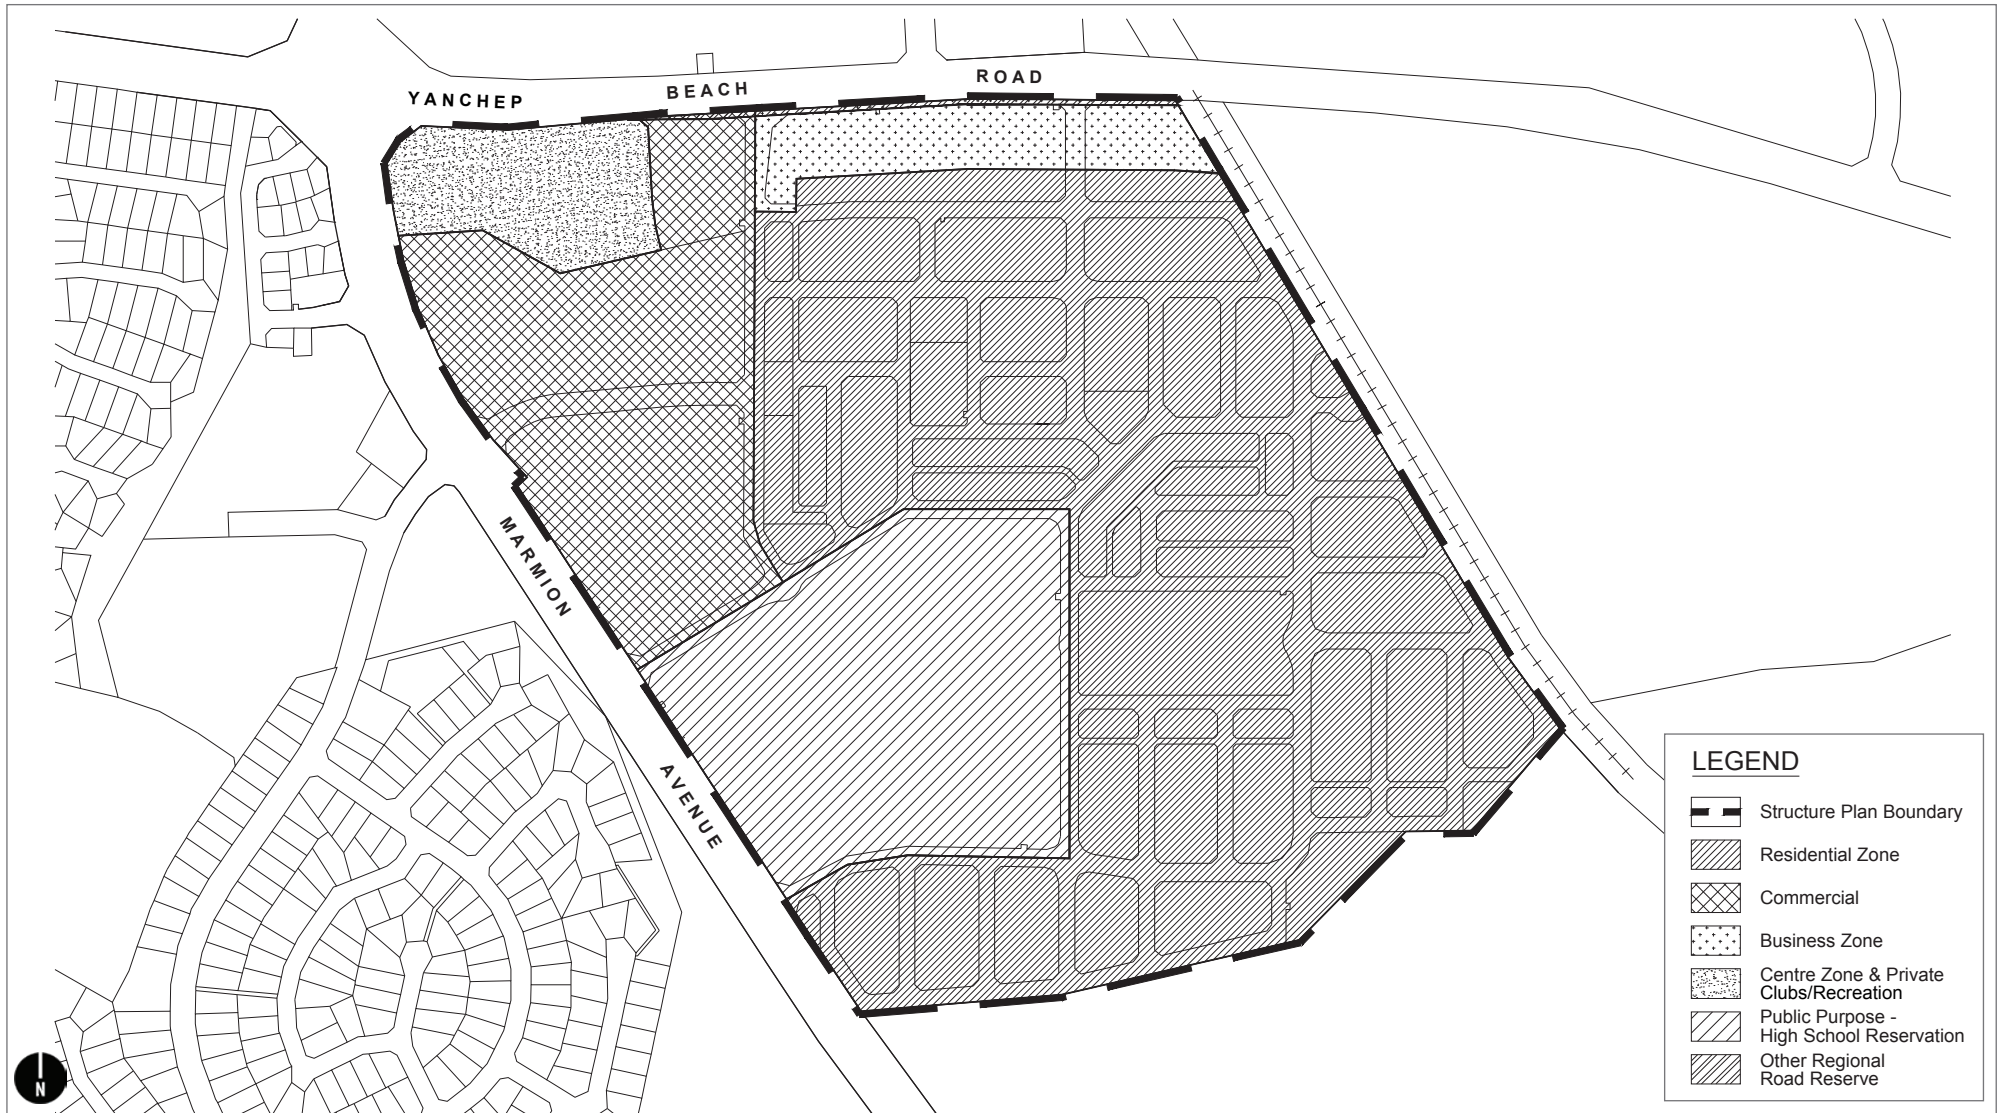 YANCHEP BEACH ROAD
MARMION AVENUE
LEGEND
Structure Plan Boundary
Residential Zone
Commercial
Business Zone
Centre Zone & Private
Clubs/Recreation
Public Purpose -
High School Reservation
Other Regional
Road Reserve
N